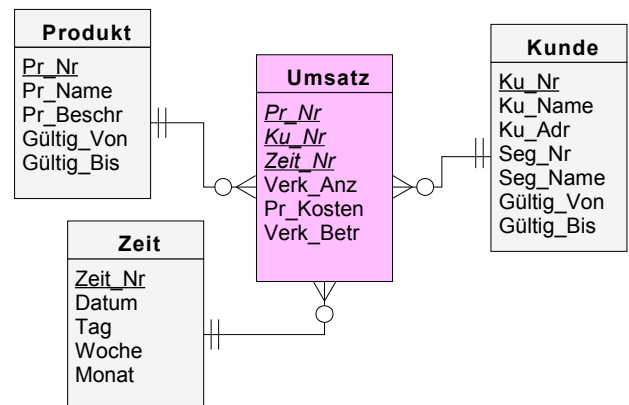 Produkt
Pr_Nr
Pr_Name
Pr_Beschr
Gültig_Von
Gültig_Bis
Umsatz
Pr_Nr
Ku_Nr
Zeit_Nr
Verk_Anz
Pr_Kosten
Verk_Betr
Kunde
Ku_Nr
Ku_Name
Ku_Adr
Seg_Nr
Seg_Name
Gültig_Von
Gültig_Bis
Zeit
Zeit_Nr
Datum
Tag
Woche
Monat